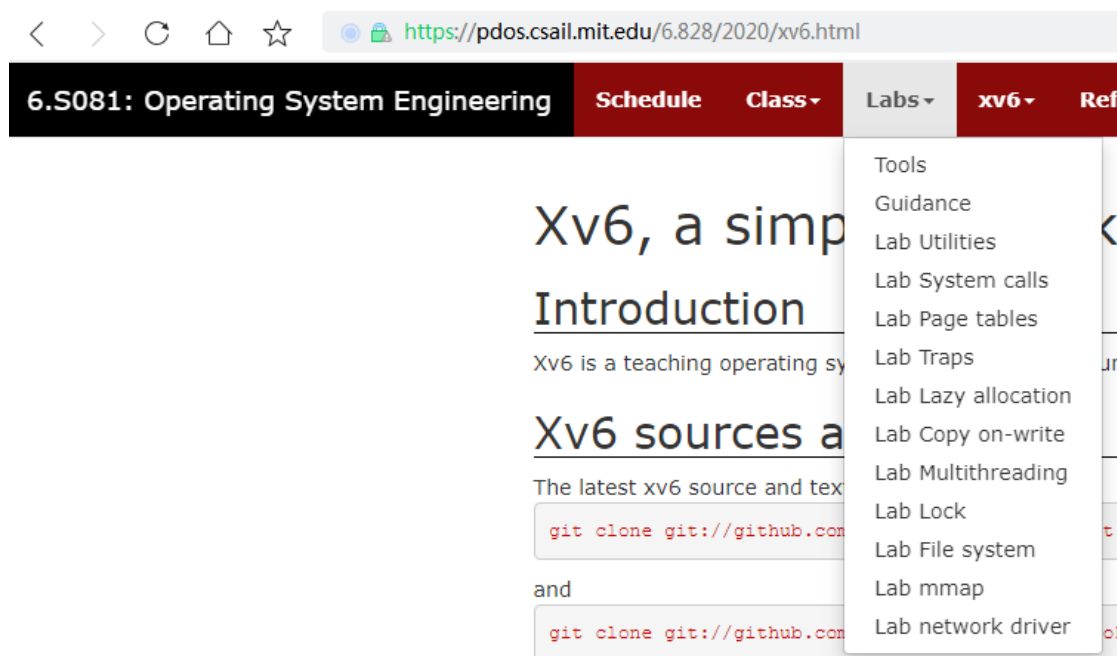 https://pdos.csail.mit.edu/6.828/2020/xv6.html
6.S081: Operating System Engineering Schedule Class Labs xv6 Ref
Tools
Guidance
Lab Utilities
Lab System calls
Lab Page tables
Lab Traps
Lab Lazy allocation
Lab Copy on-write
Lab Multithreading
Lab Lock
Lab File system
Lab mmap
Lab network driver
Xv6, a simp
Introduction
Xv6 is a teaching operating sy
Xv6 sources a
The latest xv6 source and tex
git clone git://github.com
and
git clone git://github.com